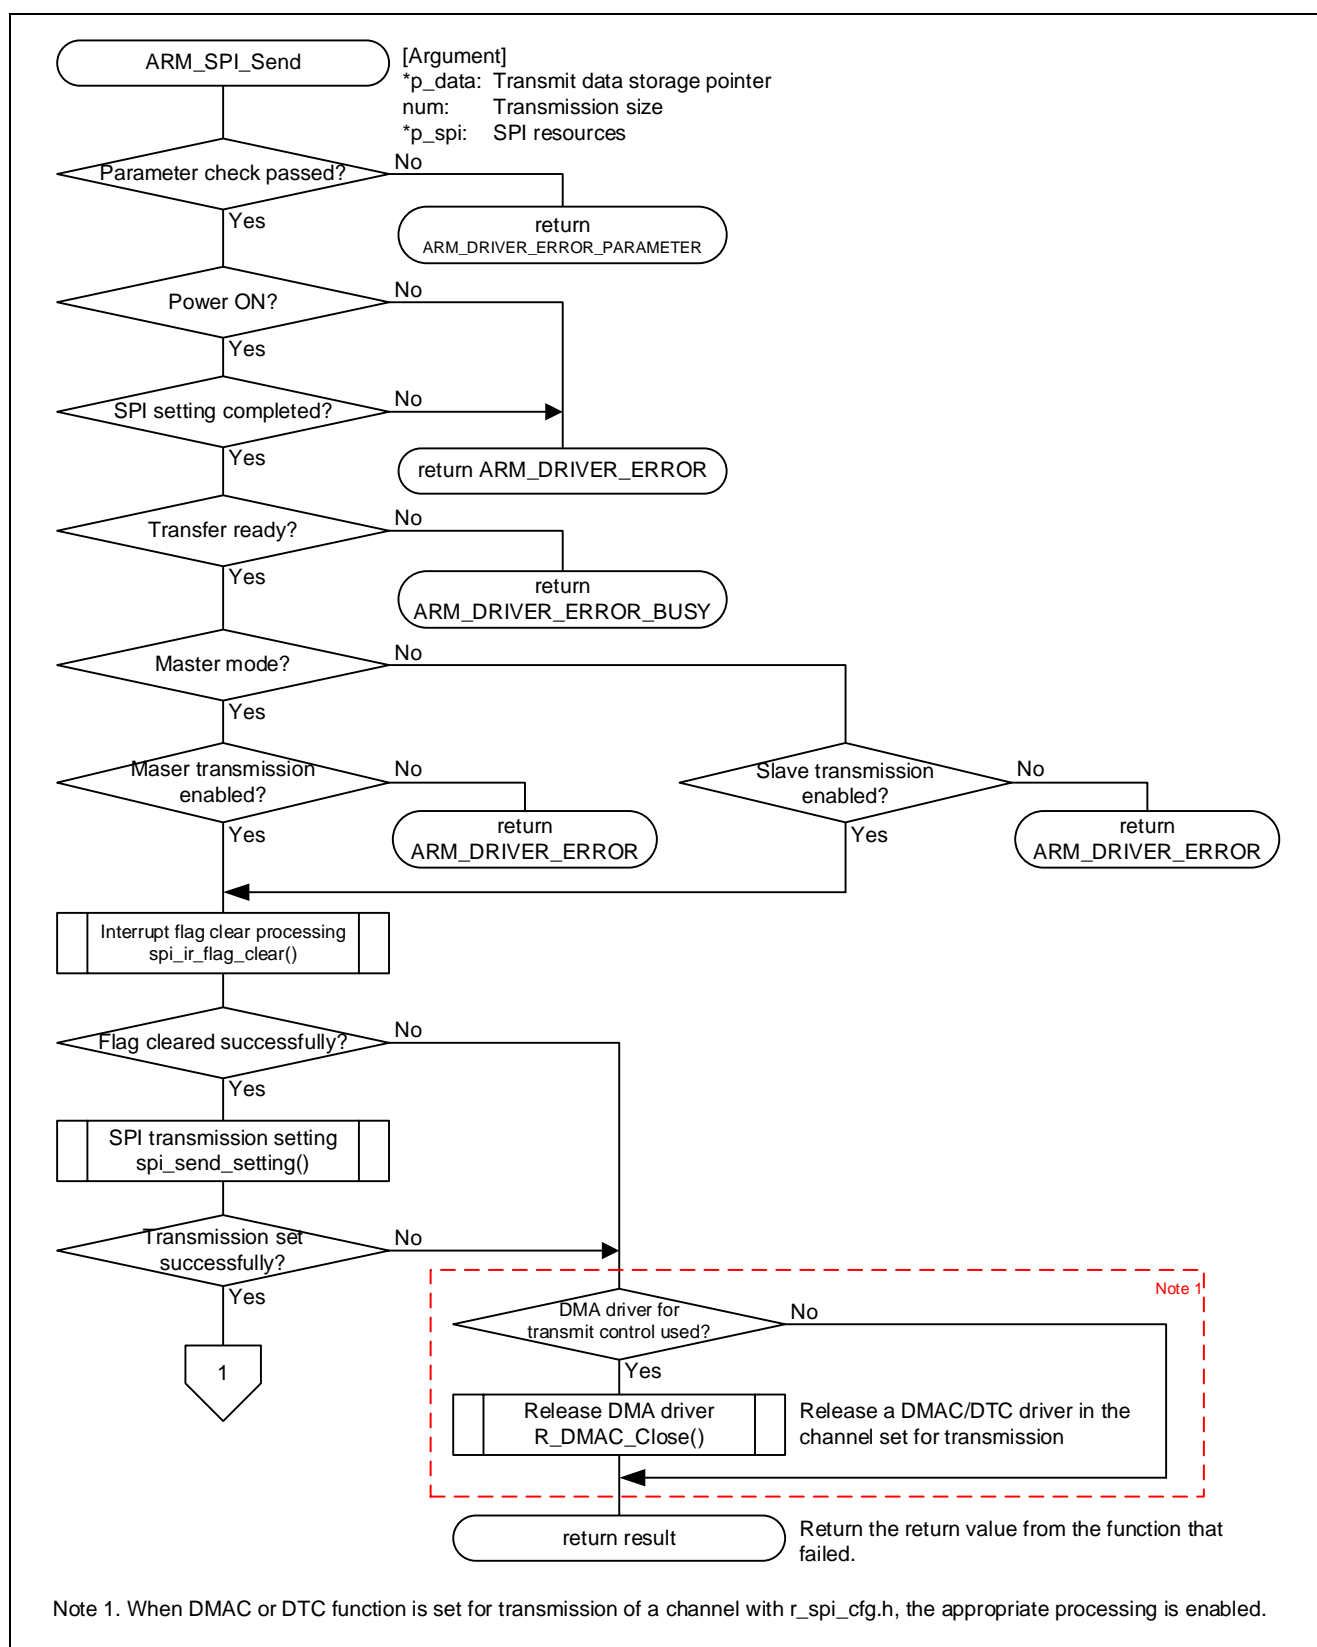 ARM_SPI_Send
[Argument]
*p_data: Transmit data storage pointer
num: Transmission size
*p_spi: SPI resources
Parameter check passed?
No
Yes
return
ARM_DRIVER_ERROR_PARAMETER
Power ON?
No
Yes
SPI setting completed?
No
Yes
return ARM_DRIVER_ERROR
Transfer ready?
No
Yes
return
ARM_DRIVER_ERROR_BUSY
Master mode?
No
Yes
Maser transmission
enabled?
No
Yes
return
ARM_DRIVER_ERROR
Slave transmission
enabled?
No
Yes
return
ARM_DRIVER_ERROR
Interrupt flag clear processing
spi_ir_flag_clear()
Flag cleared successfully?
No
Yes
SPI transmission setting
spi_send_setting()
Transmission set
successfully?
No
Yes
1
Note 1
DMA driver for
transmit control used?
No
Yes
Release DMA driver
R_DMAC_Close()
Release a DMAC/DTC driver in the
channel set for transmission
return result
Return the return value from the function that
failed.
Note 1. When DMAC or DTC function is set for transmission of a channel with r_spi_cfg.h, the appropriate processing is enabled.